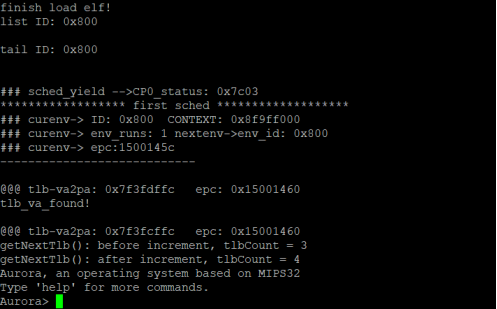 finish load elf!
list ID: 0x800
tail ID: 0x800
### sched_yield -->CP0_status: 0x7c03
****************** first sched *******************
### curenv-> ID: 0x800  CONTEXT: 0x8f9ff000
### curenv-> env_runs: 1 nextenv->env_id: 0x800
### curenv-> epc:1500145c
----------------------------
@@@ tlb-va2pa: 0x7f3fdffc   epc: 0x15001460
tlb_va_found!
@@@ tlb-va2pa: 0x7f3fcffc   epc: 0x15001460
getNextTlb(): before increment, tlbCount = 3
getNextTlb(): after increment, tlbCount = 4
Aurora, an operating system based on MIPS32
Type 'help' for more commands.
Aurora>